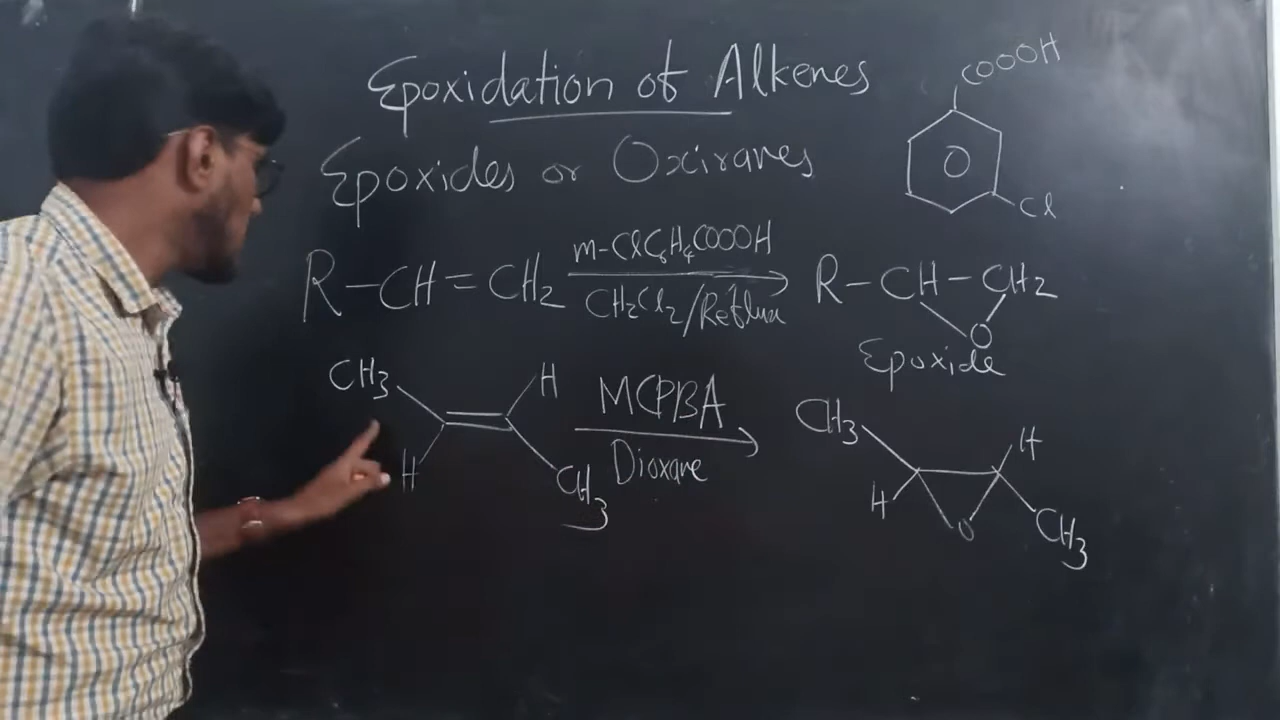 Epoxidation of Alkenes
COOOH
Epoxides or Oxiranes
O
Cl
R-CH=CH2
m-ClC6H4COOOH
CH2Cl2/Reflux
R-CH-CH2
O
Epoxide
CH3
H
H
CH3
MCPBA
Dioxane
CH3
H
H
O
CH3